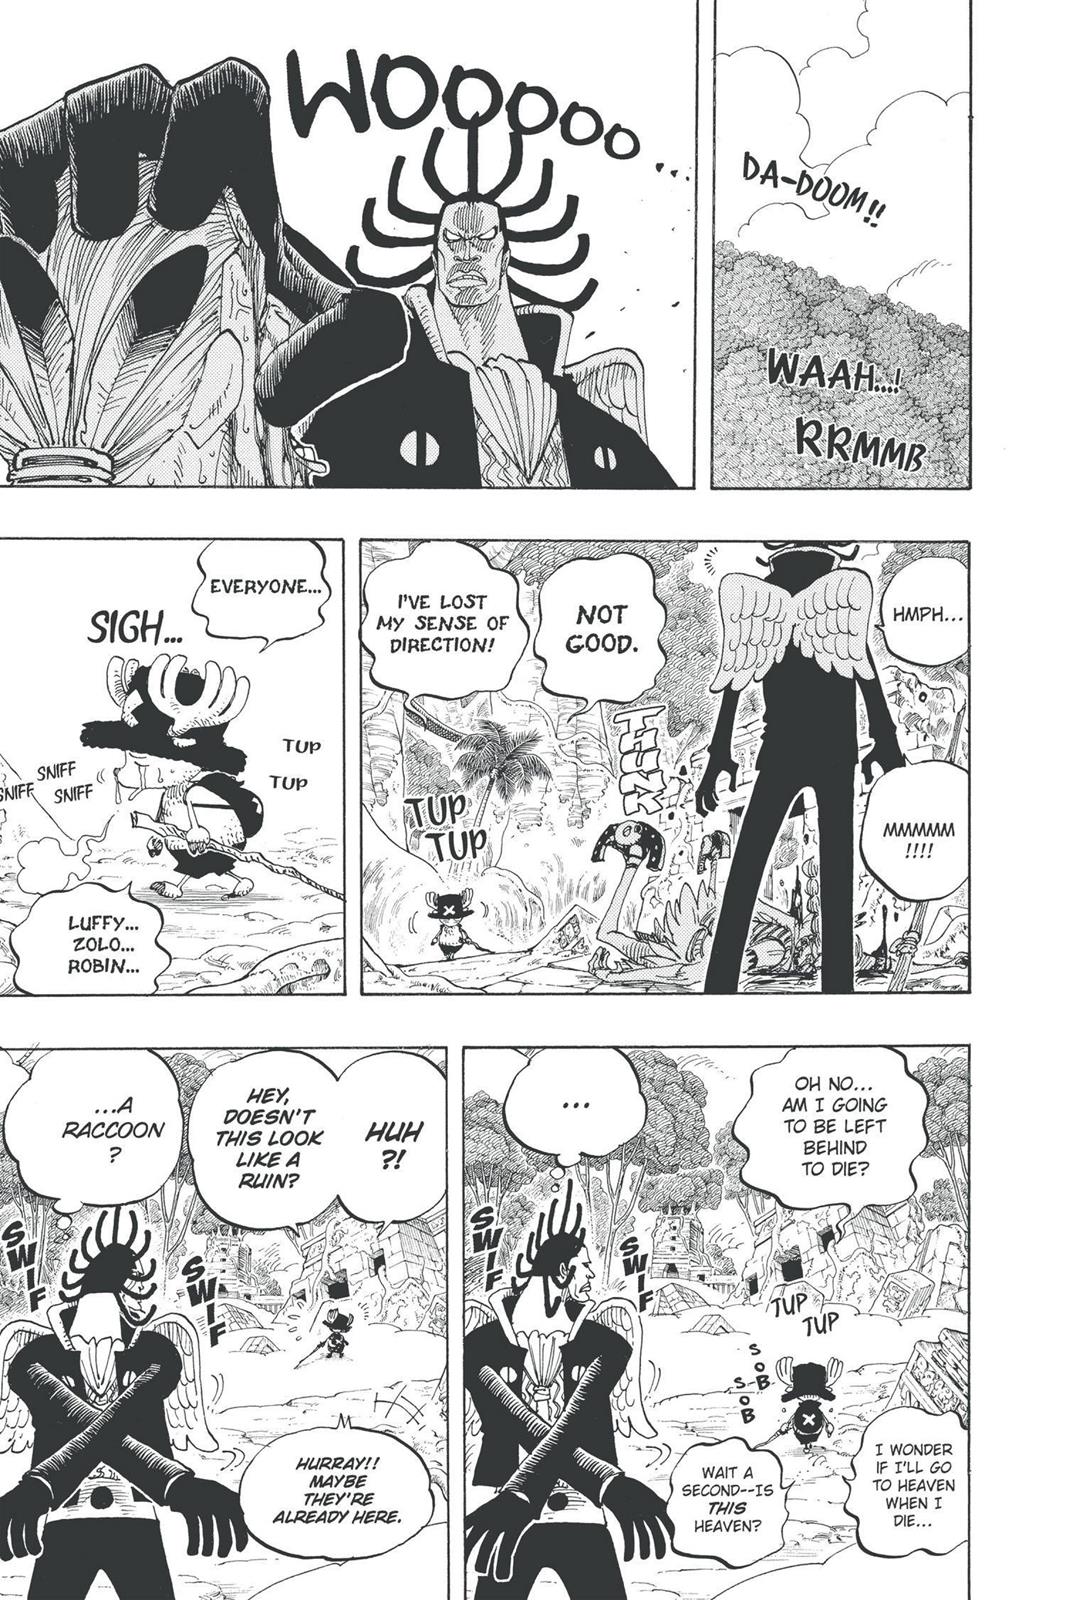 DA-DOOM!!
WAAH....!
RRMMB
WOOOOOO...
HMPH...
MMMMMM
!!!!
NOT
GOOD.
I'VE LOST
MY SENSE OF
DIRECTION!
THUNK
TUP
TUP
EVERYONE...
SIGH...
TUP
TUP
SNIFF
SNIFF
SNIFF
LUFFY...
ZOLO...
ROBIN...
OH NO...
AM I GOING
TO BE LEFT
BEHIND
TO DIE?
...
SWIF
SWIF
TUP
TUP
SOB
SOB
I WONDER
IF I'LL GO
TO HEAVEN
WHEN I
DIE...
WAIT A
SECOND--IS
THIS
HEAVEN?
HUH
?!
HEY,
DOESN'T
THIS LOOK
LIKE A
RUIN?
...A
RACCOON
?
SWIF
SWIF
HURRAY!!
MAYBE
THEY'RE
ALREADY HERE.